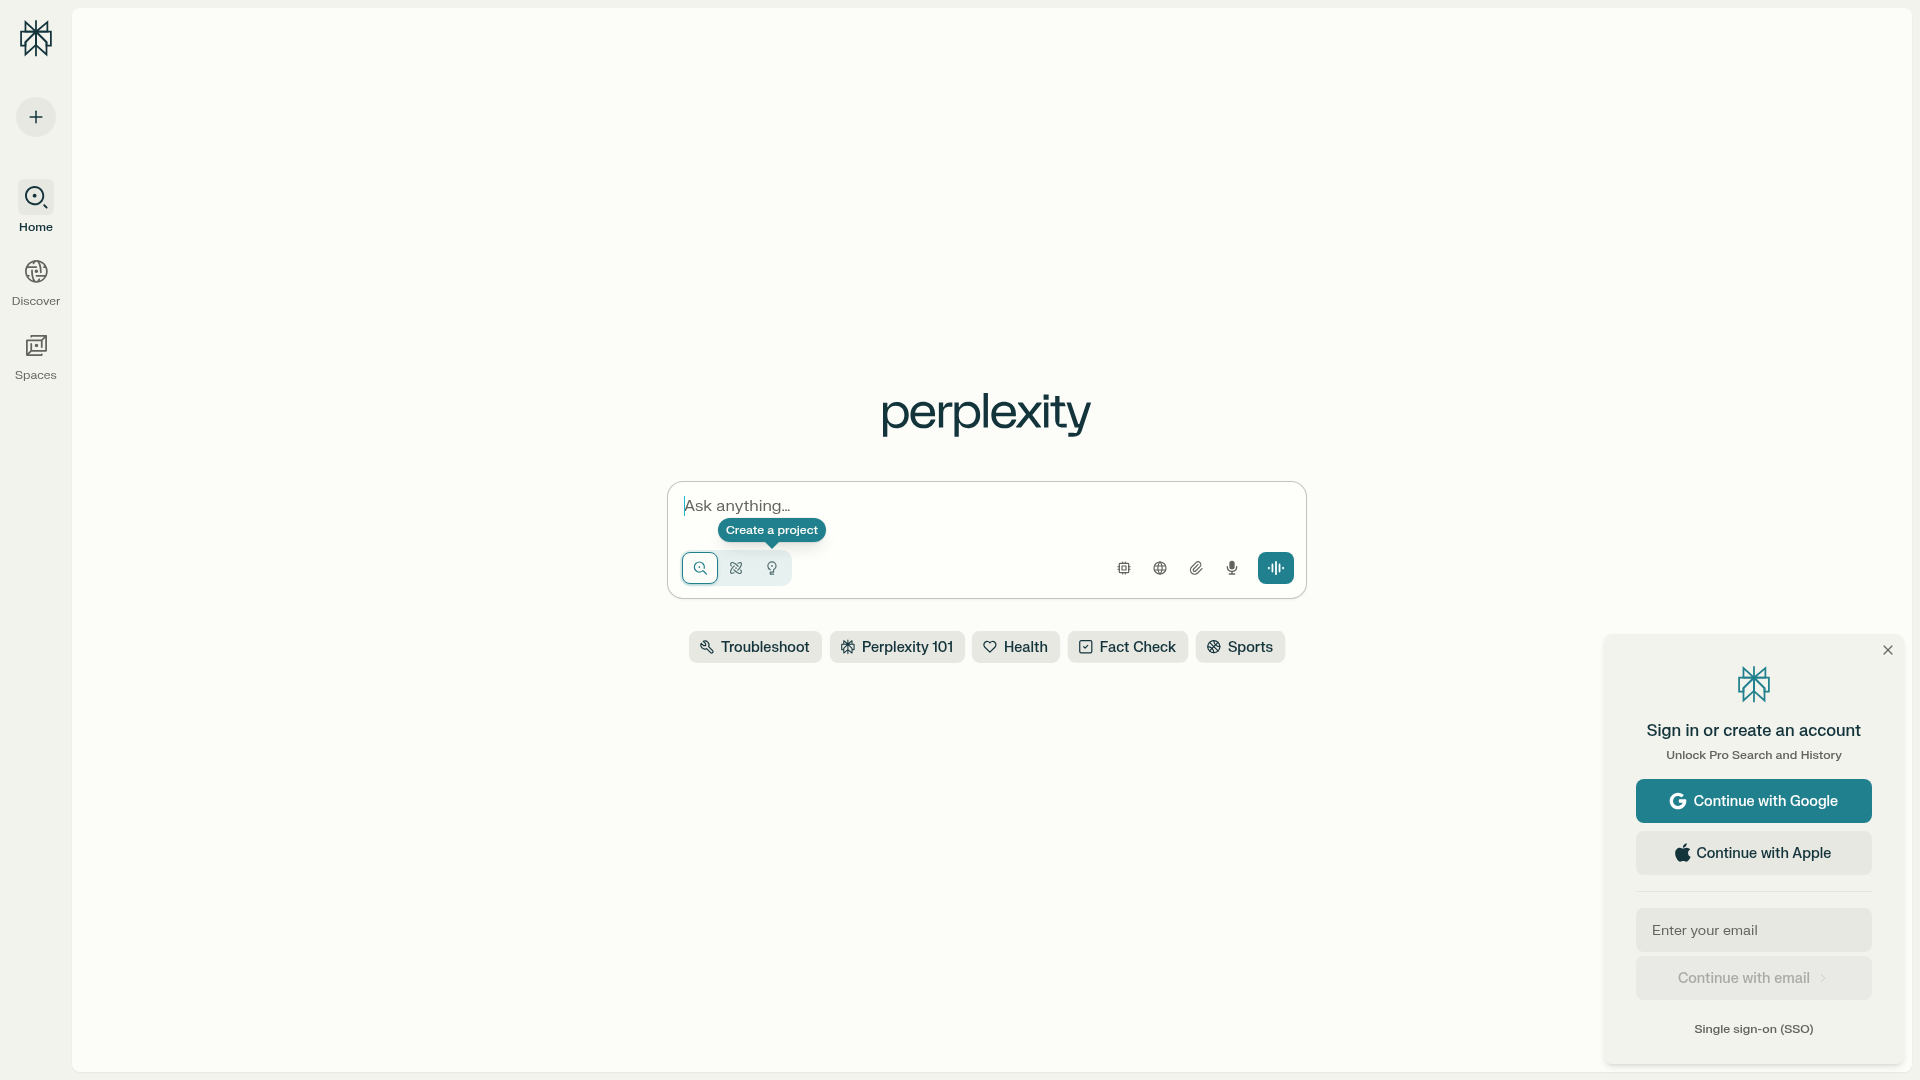 Home
Discover
Spaces
perplexity
Ask anything...
Create a project
Troubleshoot
Perplexity 101
Health
Fact Check
Sports
Sign in or create an account
Unlock Pro Search and History
Continue with Google
Continue with Apple
Enter your email
Continue with email
Single sign-on (SSO)